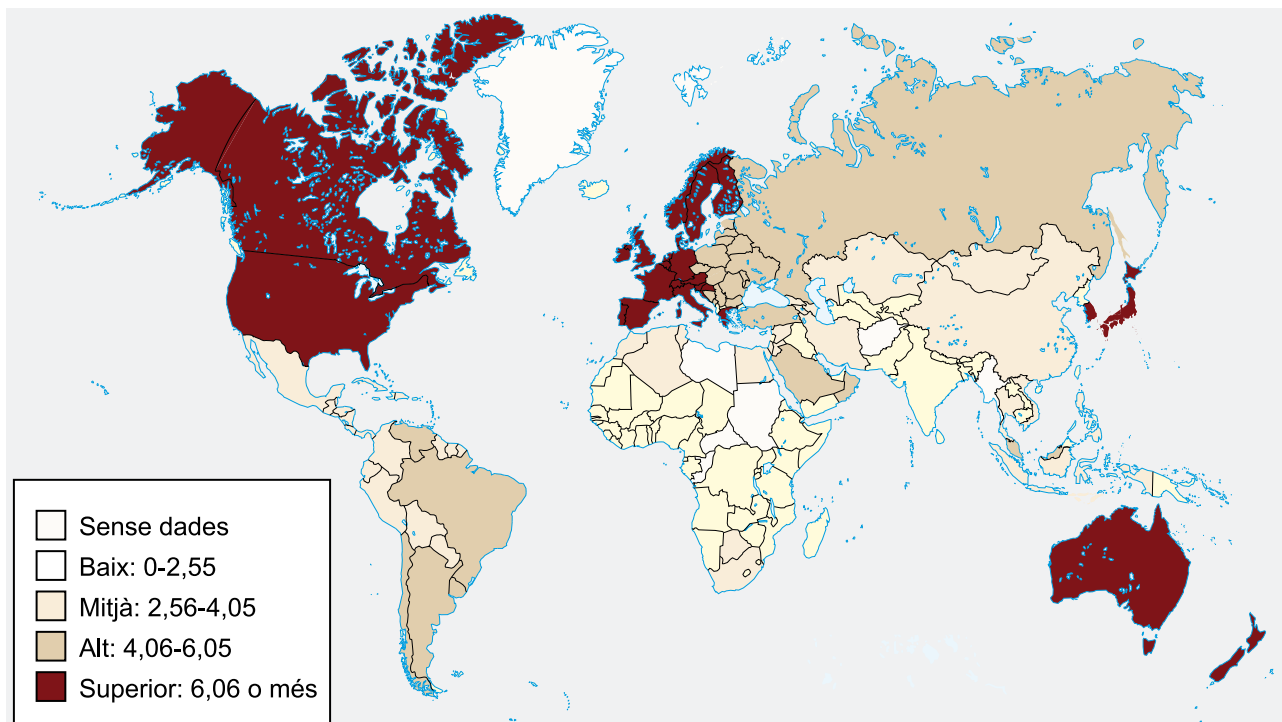 Sense dades
Baix: 0-2,55
Mitjà: 2,56-4,05
Alt: 4,06-6,05
Superior: 6,06 o més